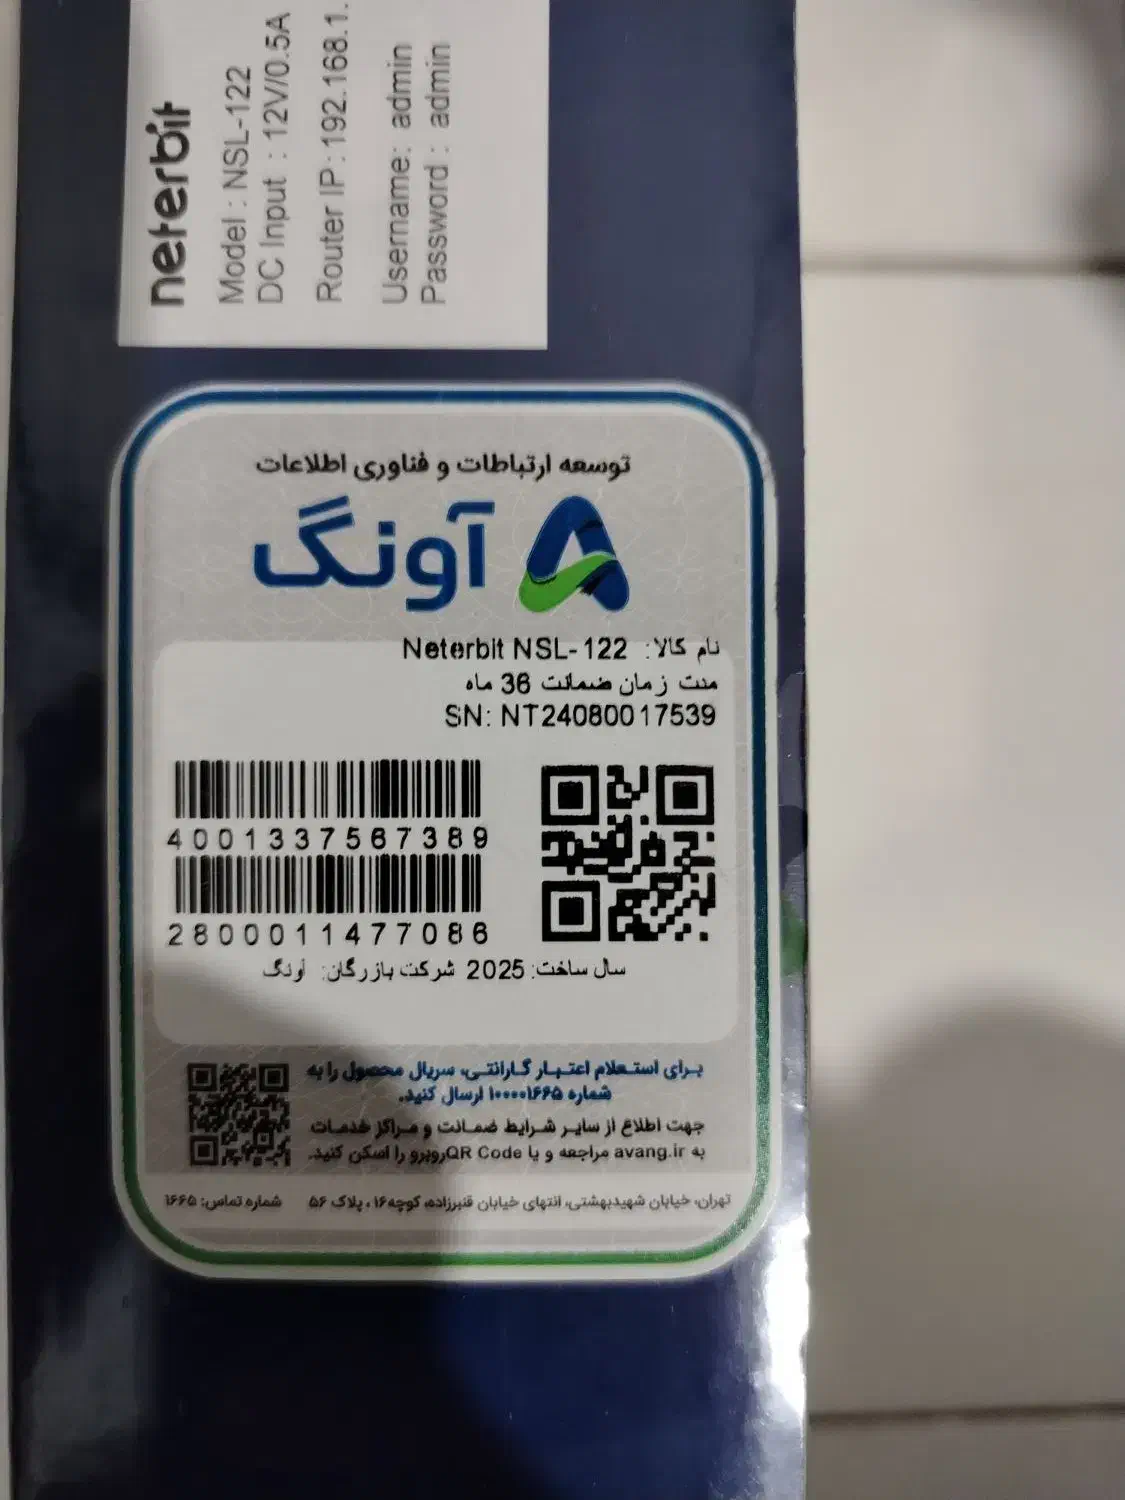 neterbit
Model : NSL-122
DC Input : 12V/0.5A
Router IP : 192.168.1.
Username: admin
Password : admin
توسعه ارتباطات و فناوری اطلاعات
آونگ
نام کالا: Neterbit NSL-122
مدت زمان ضمانت 36 ماه
SN: NT24080017539
4001337567389
2800011477086
سال ساخت: 2025 شرکت بازرگان: آونگ
برای استعلام اعتبار گارانتی، سریال محصول را به
شماره ۱۰۰۰۰۱۶۶۵ ارسال کنید.
جهت اطلاع از سایر شرایط ضمانت و مراکز خدمات
به avang.ir مراجعه و یا QR Code روبرو را اسکن کنید.
تهران، خیابان شهیدبهشتی، انتهای خیابان قنبرزاده، کوچه۱۶، پلاک ۵۶ شماره تماس: ۱۶۶۵